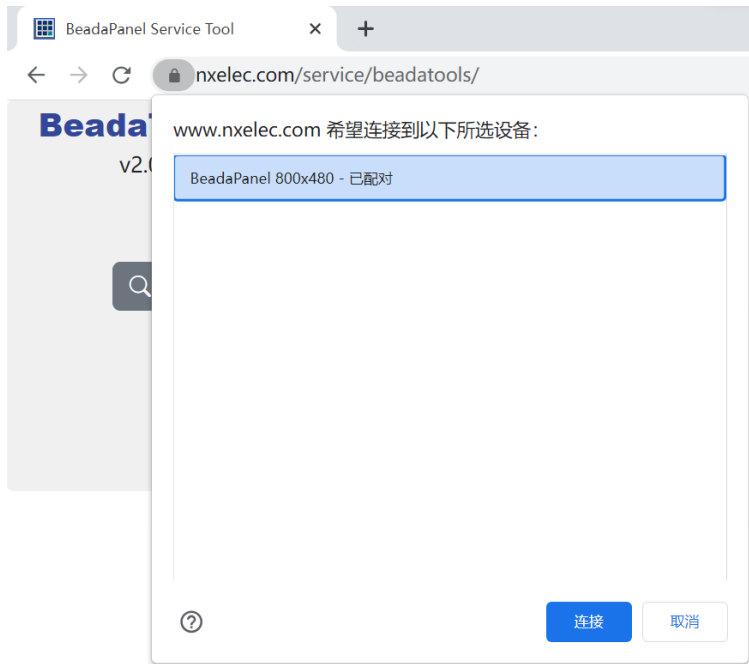 BeadaPanel Service Tool
nxelec.com/service/beadatools/
Beada
v2.0
www.nxelec.com 希望连接到以下所选设备：
BeadaPanel 800x480 - 已配对
连接
取消